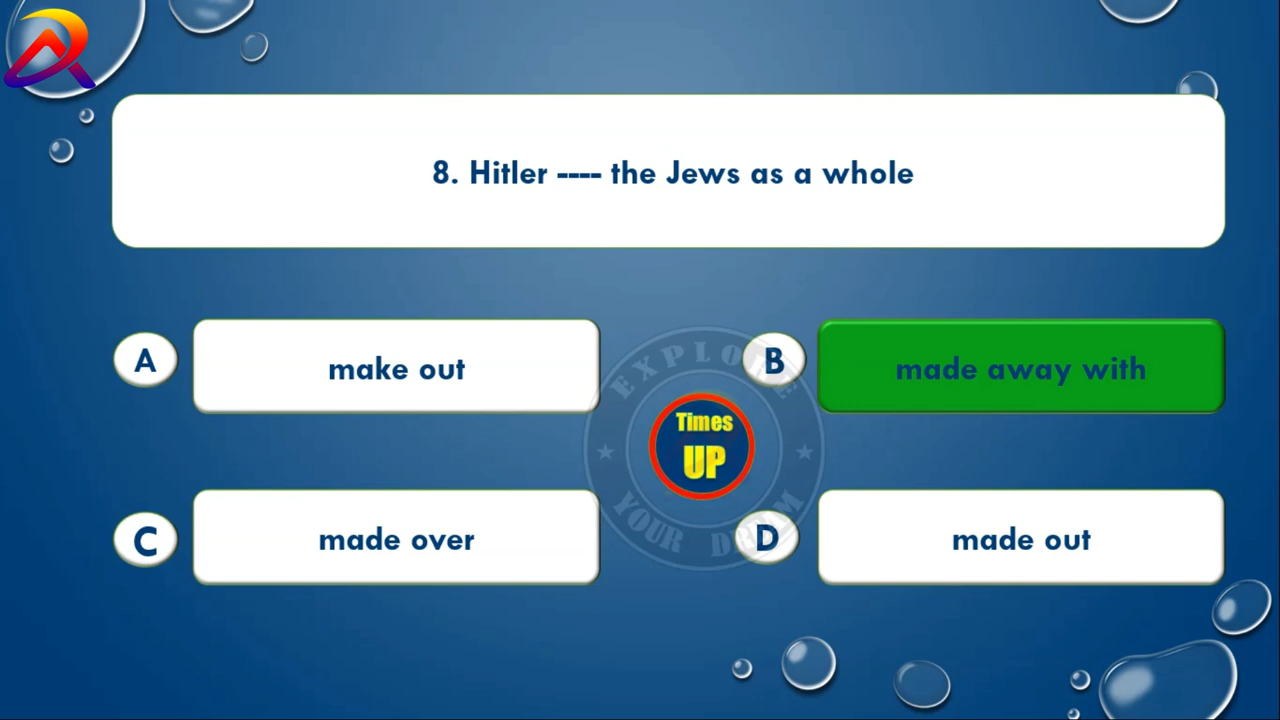 8. Hitler ---- the Jews as a whole
A
make out
B
made away with
EXPLORE
Times
UP
YOUR DREAM
C
made over
D
made out